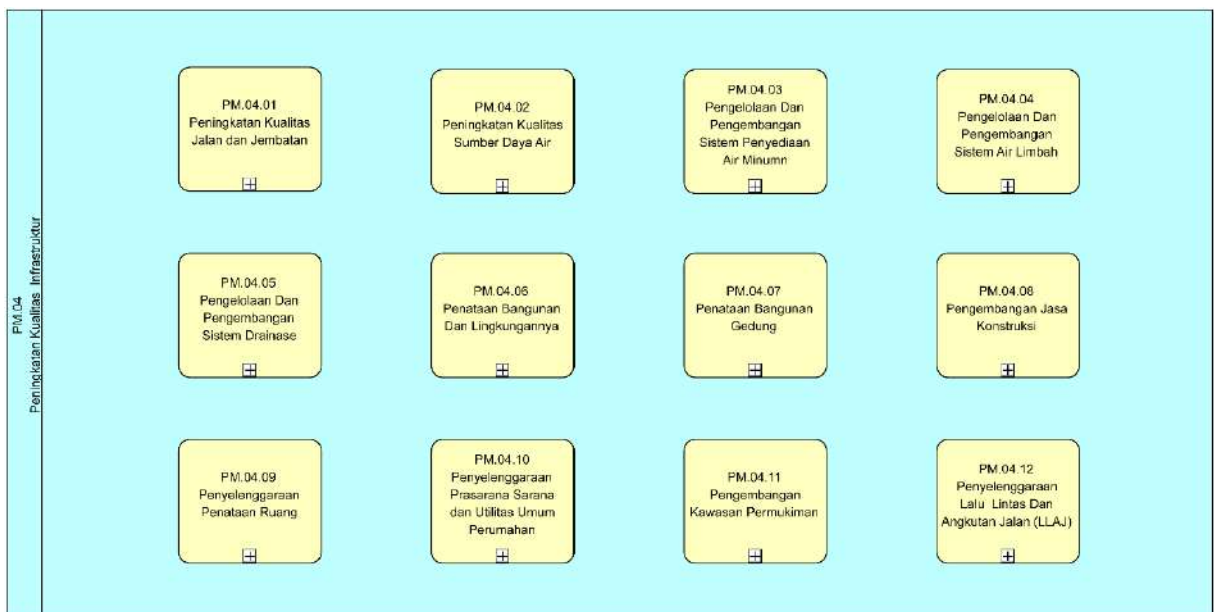 PM.04
Peningkatan Kualitas Infrastruktur
PM.04.01
Peningkatan Kualitas
Jalan dan Jembatan
PM.04.02
Peningkatan Kualitas
Sumber Daya Air
PM.04.03
Pengelolaan Dan
Pengembangan
Sistem Penyediaan
Air Minumn
PM.04.04
Pengelolaan Dan
Pengembangan
Sistem Air Limbah
PM.04.05
Pengelolaan Dan
Pengembangan
Sistem Drainase
PM.04.06
Penataan Bangunan
Dan Lingkungannya
PM.04.07
Penataan Bangunan
Gedung
PM.04.08
Pengembangan Jasa
Konstruksi
PM.04.09
Penyelenggaraan
Penataan Ruang
PM.04.10
Penyelenggaraan
Prasarana Sarana
dan Utilitas Umum
Perumahan
PM.04.11
Pengembangan
Kawasan Permukiman
PM.04.12
Penyelenggaraan
Lalu Lintas Dan
Angkutan Jalan (LLAJ)